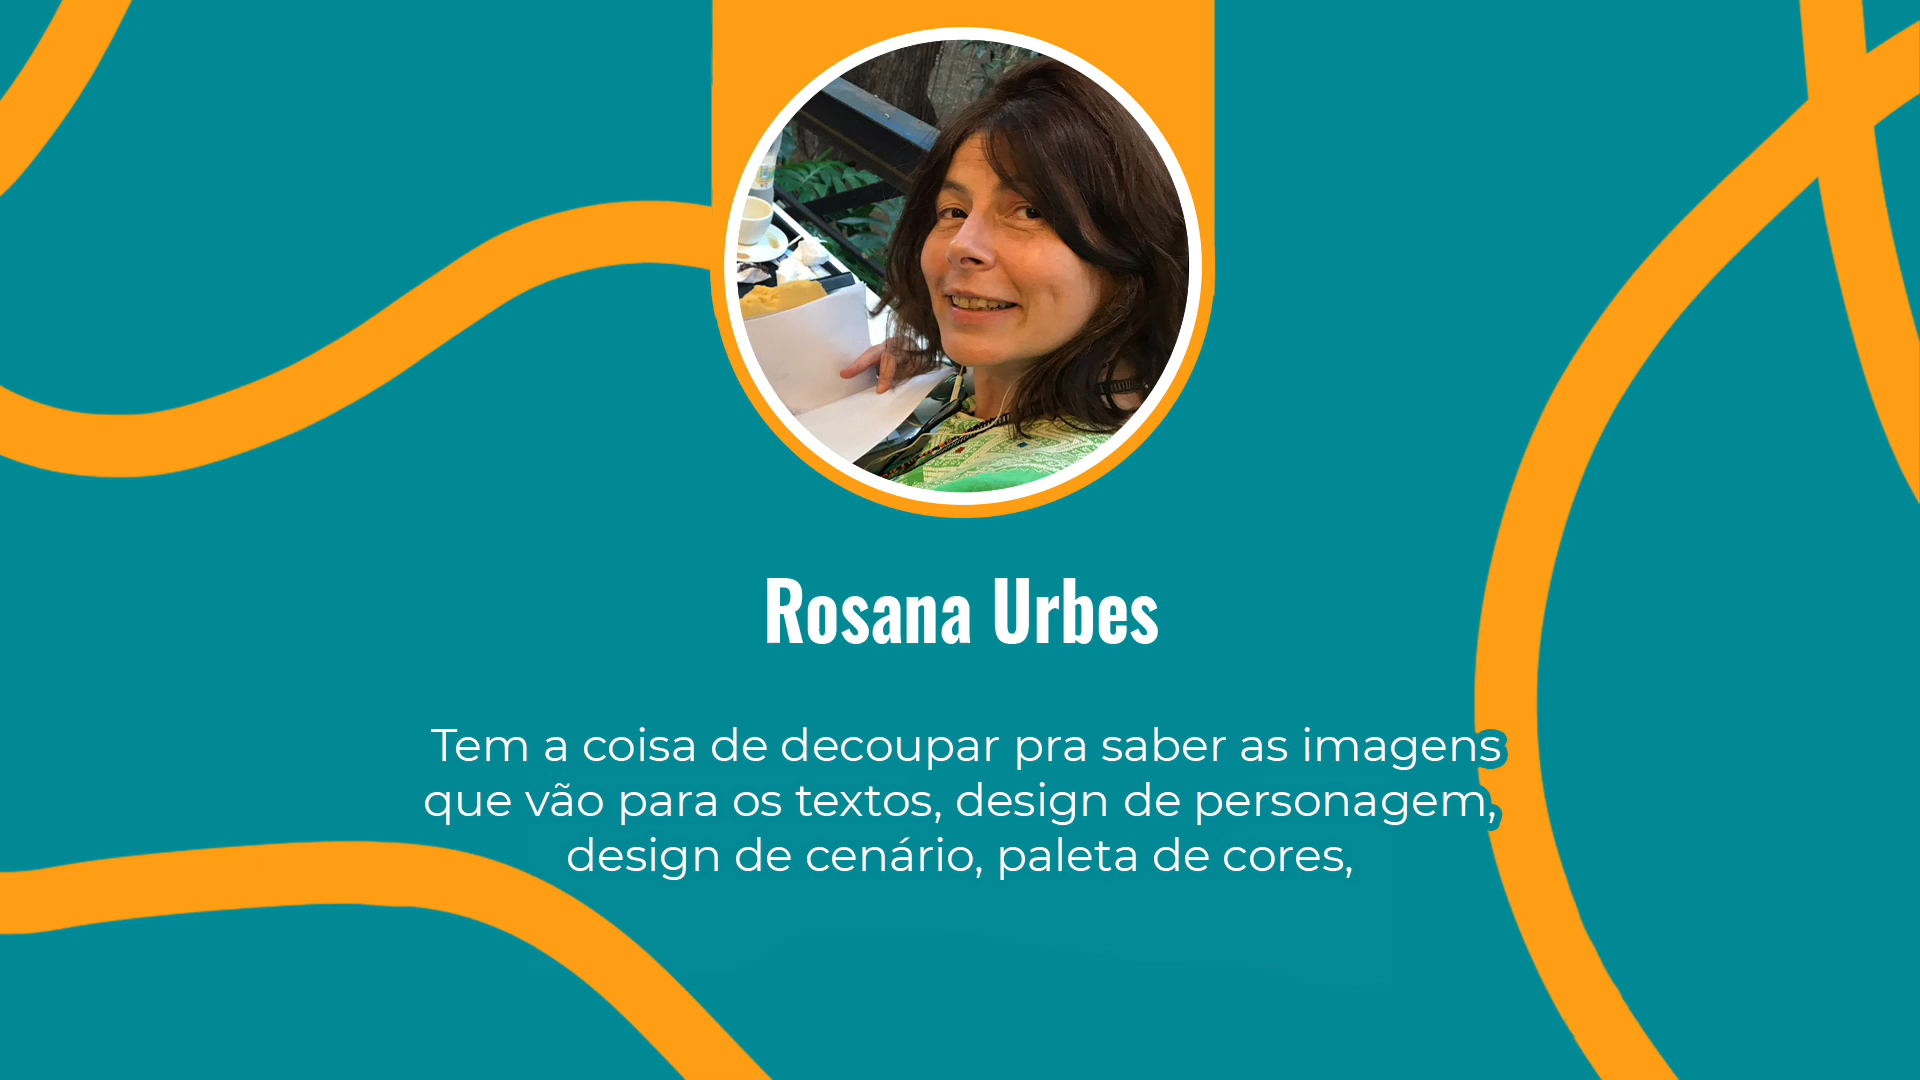 Rosana Urbes
Tem a coisa de decoupar pra saber as imagens
que vão para os textos, design de personagem,
design de cenário, paleta de cores,